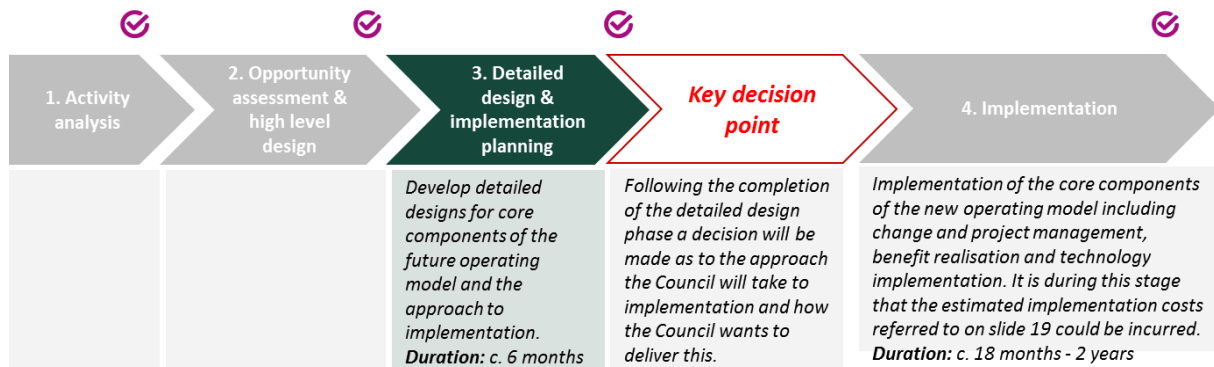 1. Activity
analysis
2. Opportunity
assessment &
high level
design
3. Detailed
design &
implementation
planning
Key decision
point
4. Implementation
Develop detailed
designs for core
components of the
future operating
model and the
approach to
implementation.
Duration: c. 6 months
Following the completion
of the detailed design
phase a decision will be
made as to the approach
the Council will take to
implementation and how
the Council wants to
deliver this.
Implementation of the core components
of the new operating model including
change and project management,
benefit realisation and technology
implementation. It is during this stage
that the estimated implementation costs
referred to on slide 19 could be incurred.
Duration: c. 18 months - 2 years